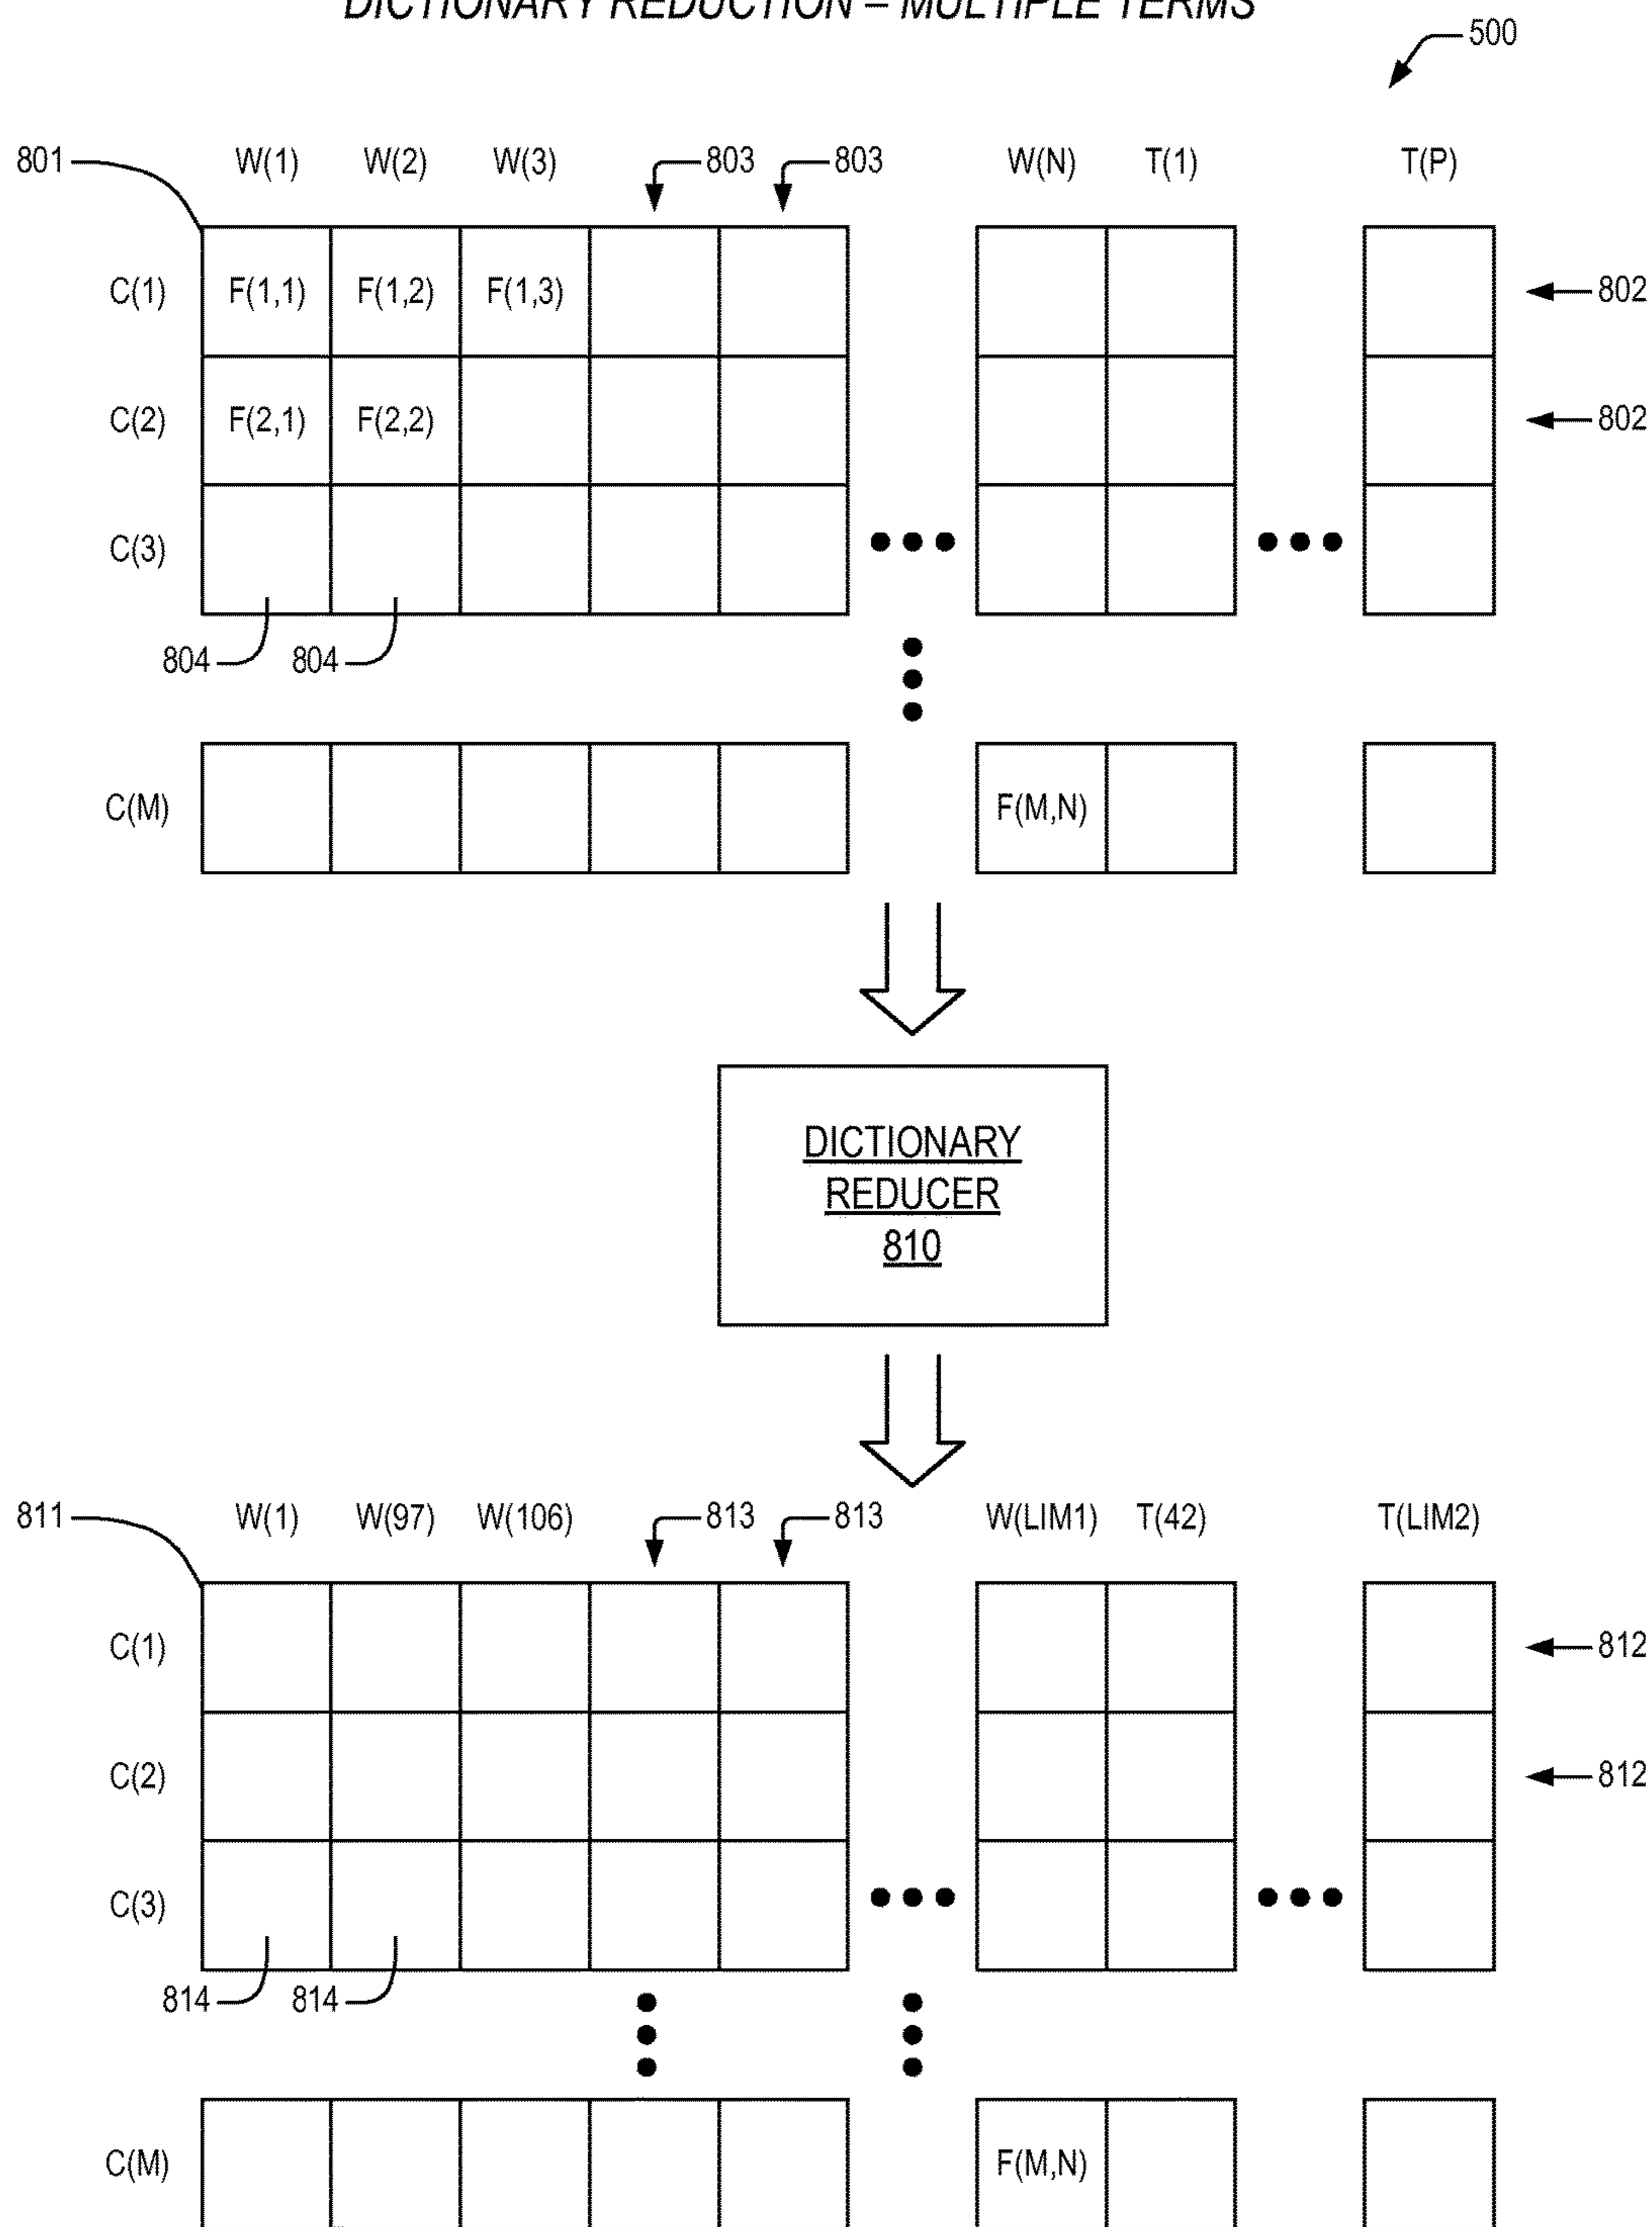 DICTIONARY REDUCTION – MULTIPLE TERMS
500
801 W(1) W(2) W(3) 803 803 W(N) T(1) T(P)
C(1) F(1,1) F(1,2) F(1,3) 802
C(2) F(2,1) F(2,2) 802
C(3)
804 804
C(M) F(M,N)
DICTIONARY
REDUCER
810
811 W(1) W(97) W(106) 813 813 W(LIM1) T(42) T(LIM2)
C(1) 812
C(2) 812
C(3)
814 814
C(M) F(M,N)